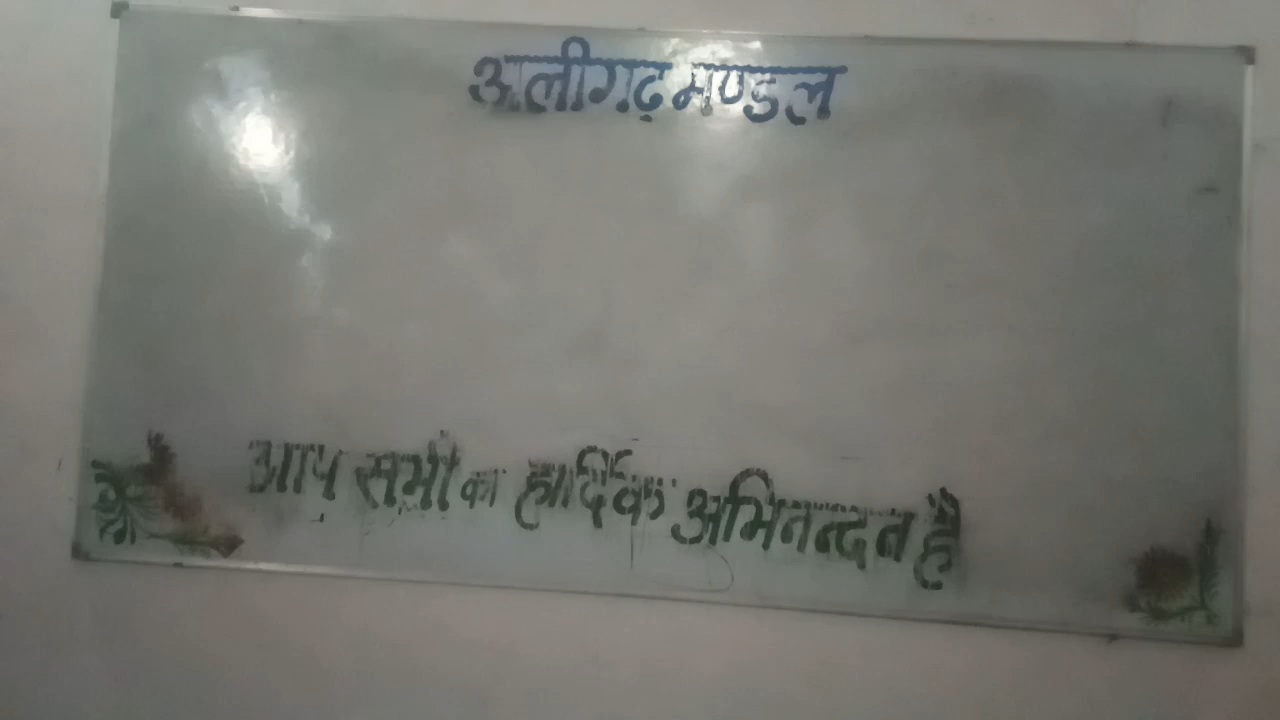 अलीगढ़ मण्डल
आप सभी का हार्दिक अभिनन्दन है